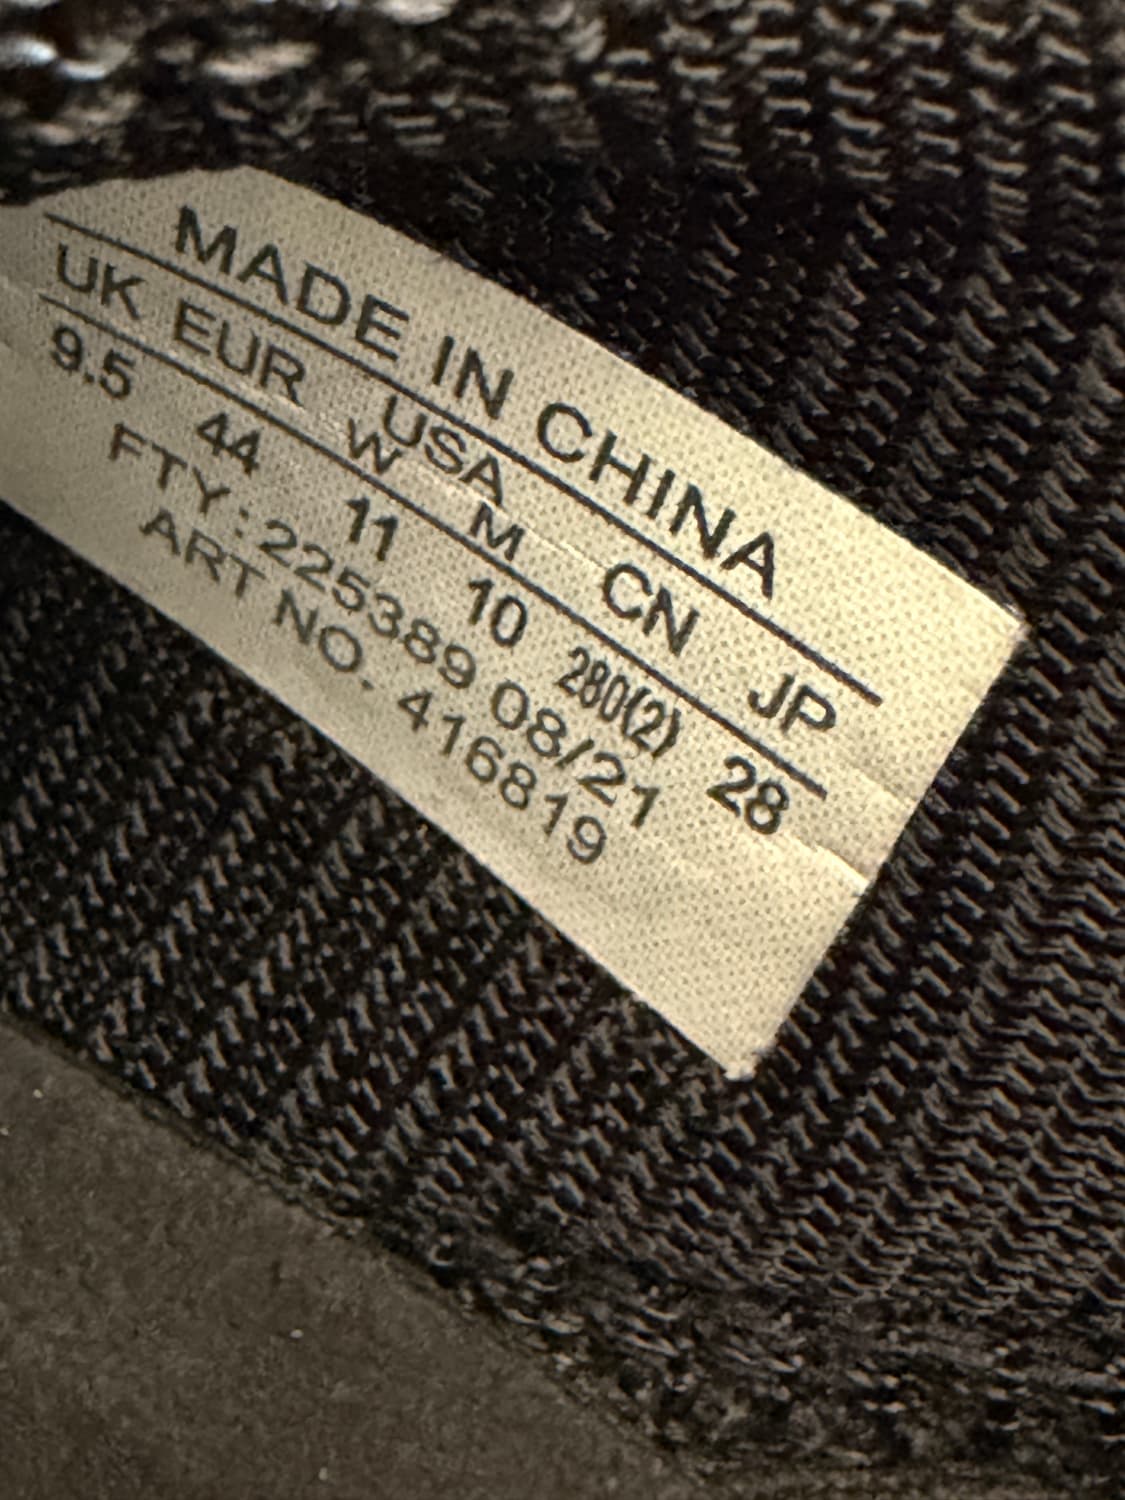 MADE IN CHINA
UK EUR USA CN JP
W M
9.5 44 11 10 280(2) 28
FTY:225389 08/21
ART NO. 416819